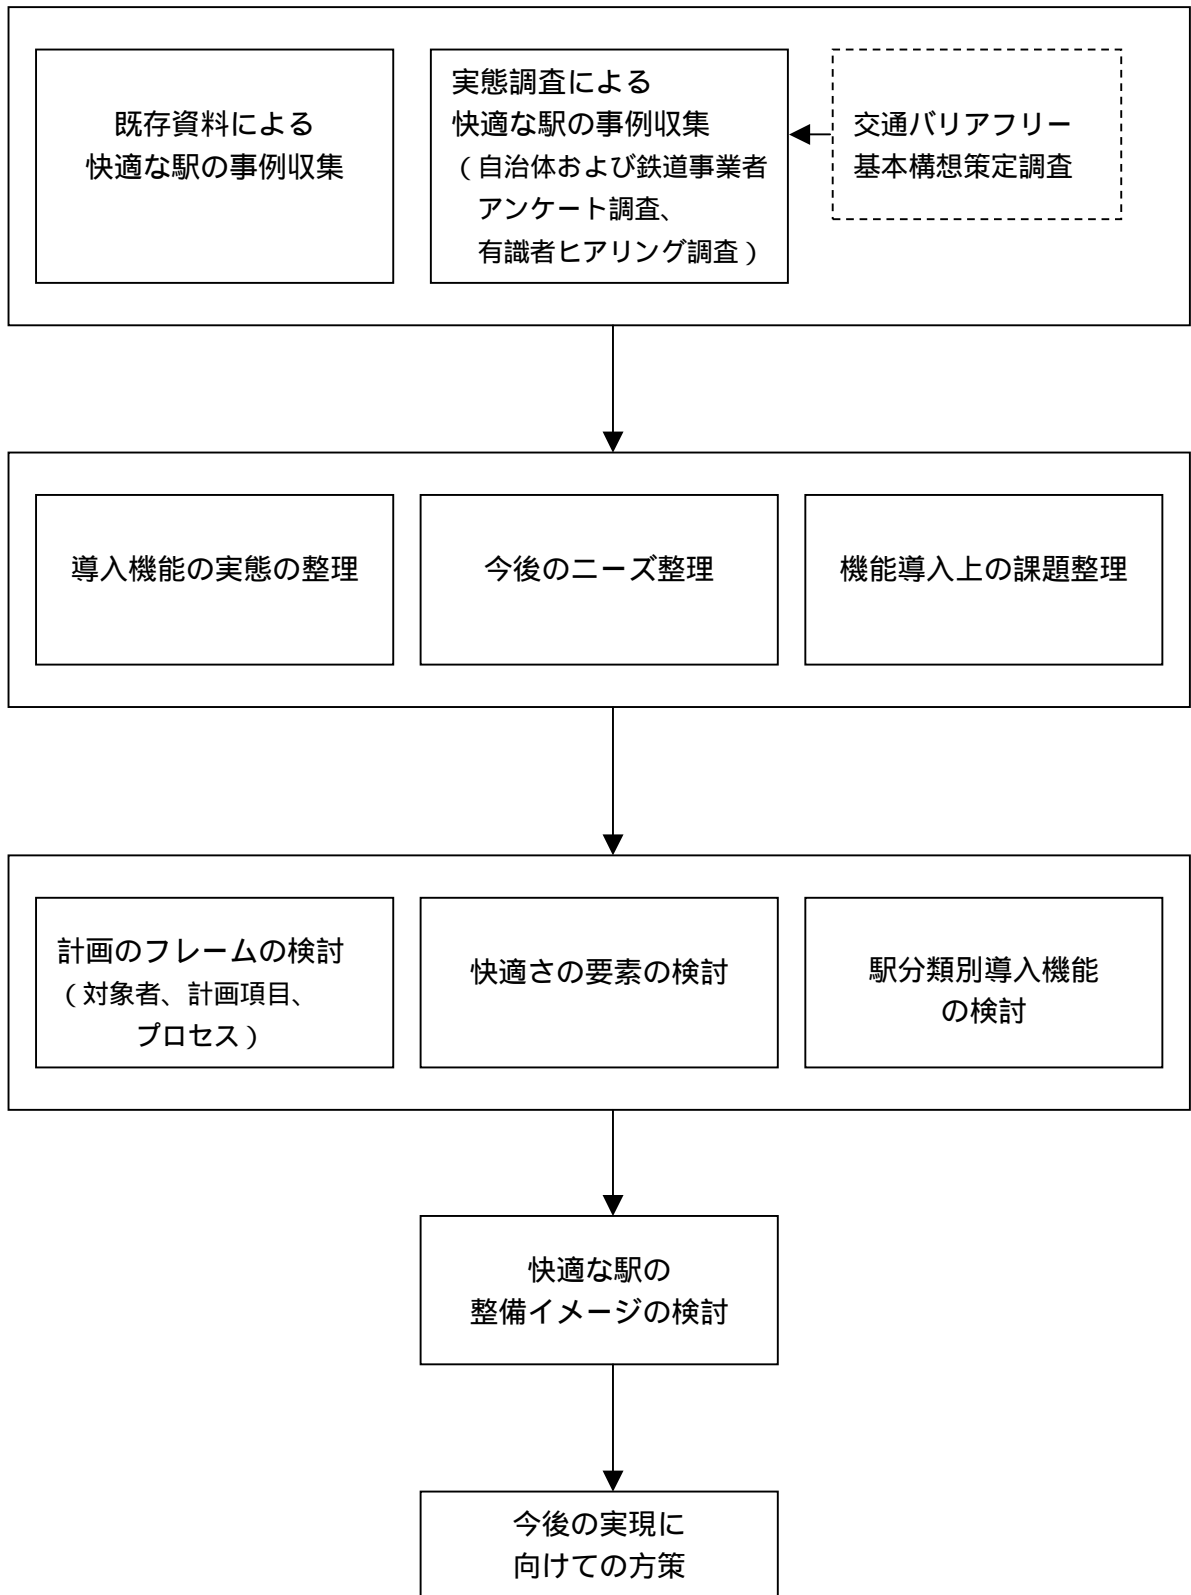 既存資料による
快適な駅の事例収集
実態調査による
快適な駅の事例収集
（自治体および鉄道事業者
アンケート調査、
有識者ヒアリング調査）
交通バリアフリー
基本構想策定調査
導入機能の実態の整理
今後のニーズ整理
機能導入上の課題整理
計画のフレームの検討
（対象者、計画項目、
プロセス）
快適さの要素の検討
駅分類別導入機能
の検討
快適な駅の
整備イメージの検討
今後の実現に
向けての方策